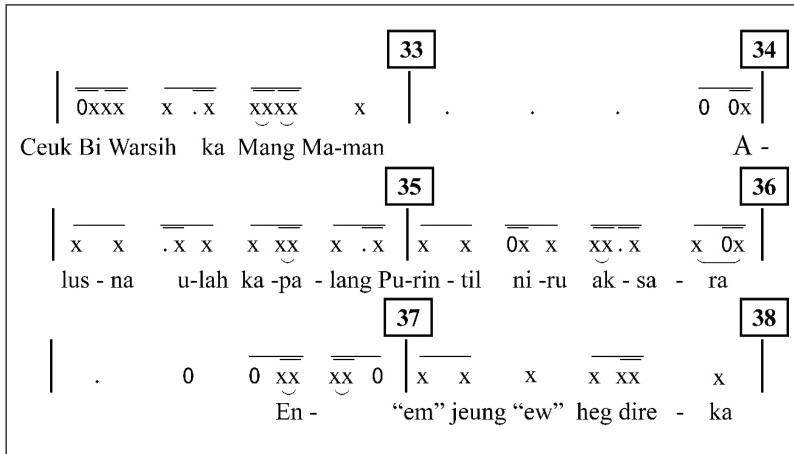 33 34
0xxx x .x xxxx x . . . 0 0x
Ceuk Bi Warsih ka Mang Ma-man A -
35 36
x x .x x x xx x .x x x 0x x xx.x x 0x
lus - na u-lah ka -pa - lang Pu-rin - til ni -ru ak - sa - ra
37 38
. 0 0 xx xx 0 x x x x xx x
En - “em” jeung “ew” heg dire - ka